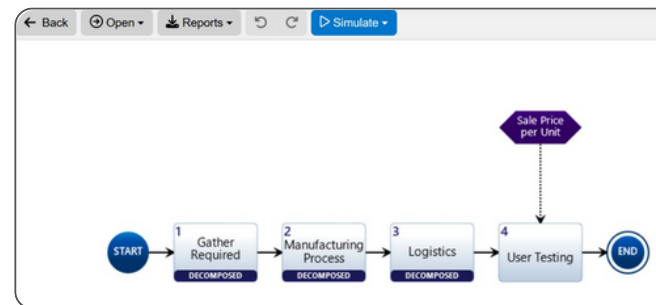 Back Open Reports Simulate
Sale Price
per Unit
START
1
Gather
Required
DECOMPOSED
2
Manufacturing
Process
DECOMPOSED
3
Logistics
DECOMPOSED
4
User Testing
END